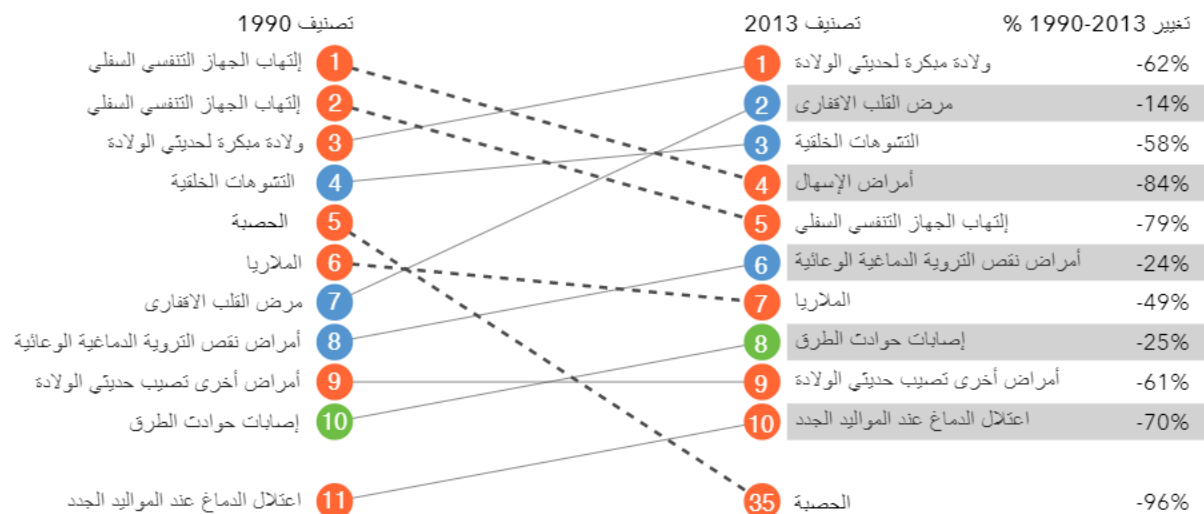 تصنيف 1990
1 إلتهاب الجهاز التنفسي السفلي
2 إلتهاب الجهاز التنفسي السفلي
3 ولادة مبكرة لحديثي الولادة
4 التشوهات الخلقية
5 الحصبة
6 الملاريا
7 مرض القلب الاقفارى
8 أمراض نقص التروية الدماغية الوعائية
9 أمراض أخرى تصيب حديثي الولادة
10 إصابات حوادث الطرق
11 اعتلال الدماغ عند المواليد الجدد
تصنيف 2013 تغيير 2013-1990 %
1 ولادة مبكرة لحديثي الولادة -62%
2 مرض القلب الاقفارى -14%
3 التشوهات الخلقية -58%
4 أمراض الإسهال -84%
5 إلتهاب الجهاز التنفسي السفلي -79%
6 أمراض نقص التروية الدماغية الوعائية -24%
7 الملاريا -49%
8 إصابات حوادث الطرق -25%
9 أمراض أخرى تصيب حديثي الولادة -61%
10 اعتلال الدماغ عند المواليد الجدد -70%
35 الحصبة -96%